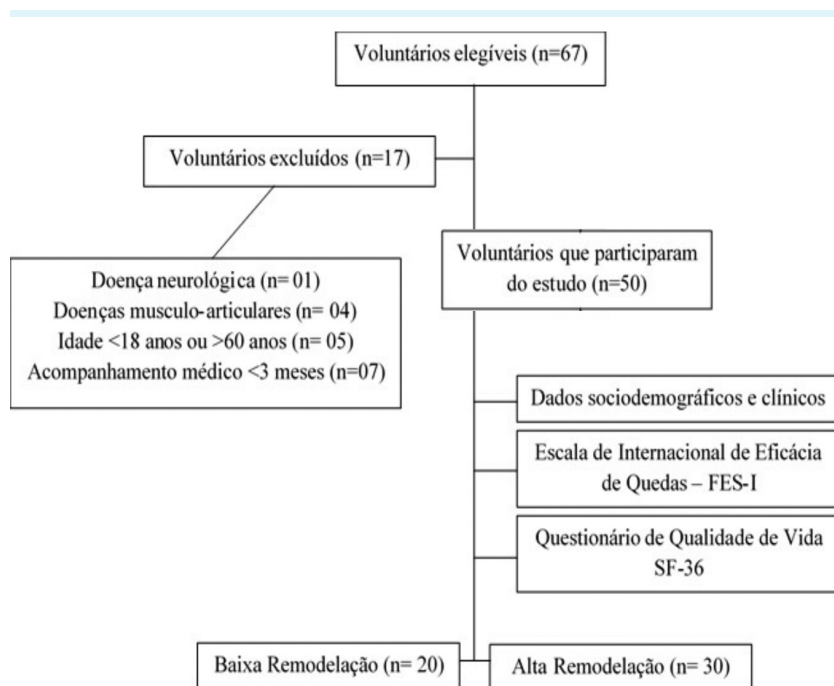 Voluntários elegíveis (n=67)
Voluntários excluídos (n=17)
Doença neurológica (n= 01)
Doenças musculo-articulares (n= 04)
Idade <18 anos ou >60 anos (n= 05)
Acompanhamento médico <3 meses (n=07)
Voluntários que participaram
do estudo (n=50)
Dados sociodemográficos e clínicos
Escala de Internacional de Eficácia
de Quedas – FES-I
Questionário de Qualidade de Vida
SF-36
Baixa Remodelação (n= 20)
Alta Remodelação (n= 30)